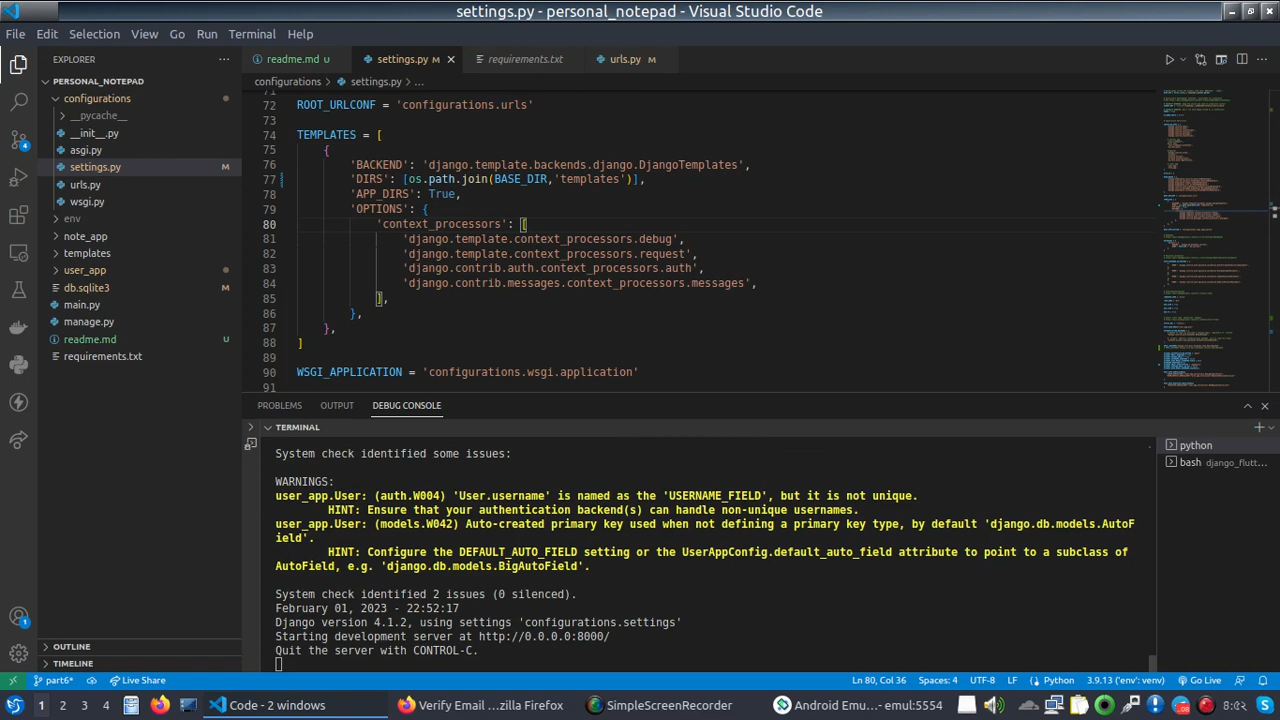 settings.py - personal_notepad - Visual Studio Code
File Edit Selection View Go Run Terminal Help
EXPLORER
readme.md M settings.py M requirements.txt urls.py M
PERSONAL_NOTEPAD
configurations > settings.py > ...
configurations
__pycache__
__init__.py
asgi.py
settings.py M
urls.py
wsgi.py
env
note_app
templates
user_app
db.sqlite3
main.py
manage.py
readme.md U
requirements.txt
OUTLINE
TIMELINE
71
72 ROOT_URLCONF = 'configurations.urls'
73
74 TEMPLATES = [
75 {
76 'BACKEND': 'django.template.backends.django.DjangoTemplates',
77 'DIRS': [os.path.join(BASE_DIR,'templates')],
78 'APP_DIRS': True,
79 'OPTIONS': {
80 'context_processors': [
81 'django.template.context_processors.debug',
82 'django.template.context_processors.request',
83 'django.contrib.auth.context_processors.auth',
84 'django.contrib.messages.context_processors.messages',
85 ],
86 },
87 },
88 ]
89
90 WSGI_APPLICATION = 'configurations.wsgi.application'
91
PROBLEMS OUTPUT DEBUG CONSOLE
TERMINAL
System check identified some issues:
WARNINGS:
user_app.User: (auth.W004) 'User.username' is named as the 'USERNAME_FIELD', but it is not unique.
HINT: Ensure that your authentication backend(s) can handle non-unique usernames.
user_app.User: (models.W042) Auto-created primary key used when not defining a primary key type, by default 'django.db.models.AutoF
ield'.
HINT: Configure the DEFAULT_AUTO_FIELD setting or the UserAppConfig.default_auto_field attribute to point to a subclass of
AutoField, e.g. 'django.db.models.BigAutoField'.
System check identified 2 issues (0 silenced).
February 01, 2023 - 22:52:17
Django version 4.1.2, using settings 'configurations.settings'
Starting development server at http://0.0.0.0:8000/
Quit the server with CONTROL-C.
python
bash django_flutt...
part6* Live Share Ln 80, Col 36 Spaces: 4 UTF-8 LF Python 3.9.13 ('env': venv) Go Live
1 2 3 4 Code - 2 windows Verify Email ...zilla Firefox SimpleScreenRecorder Android Emu...- emul:5554